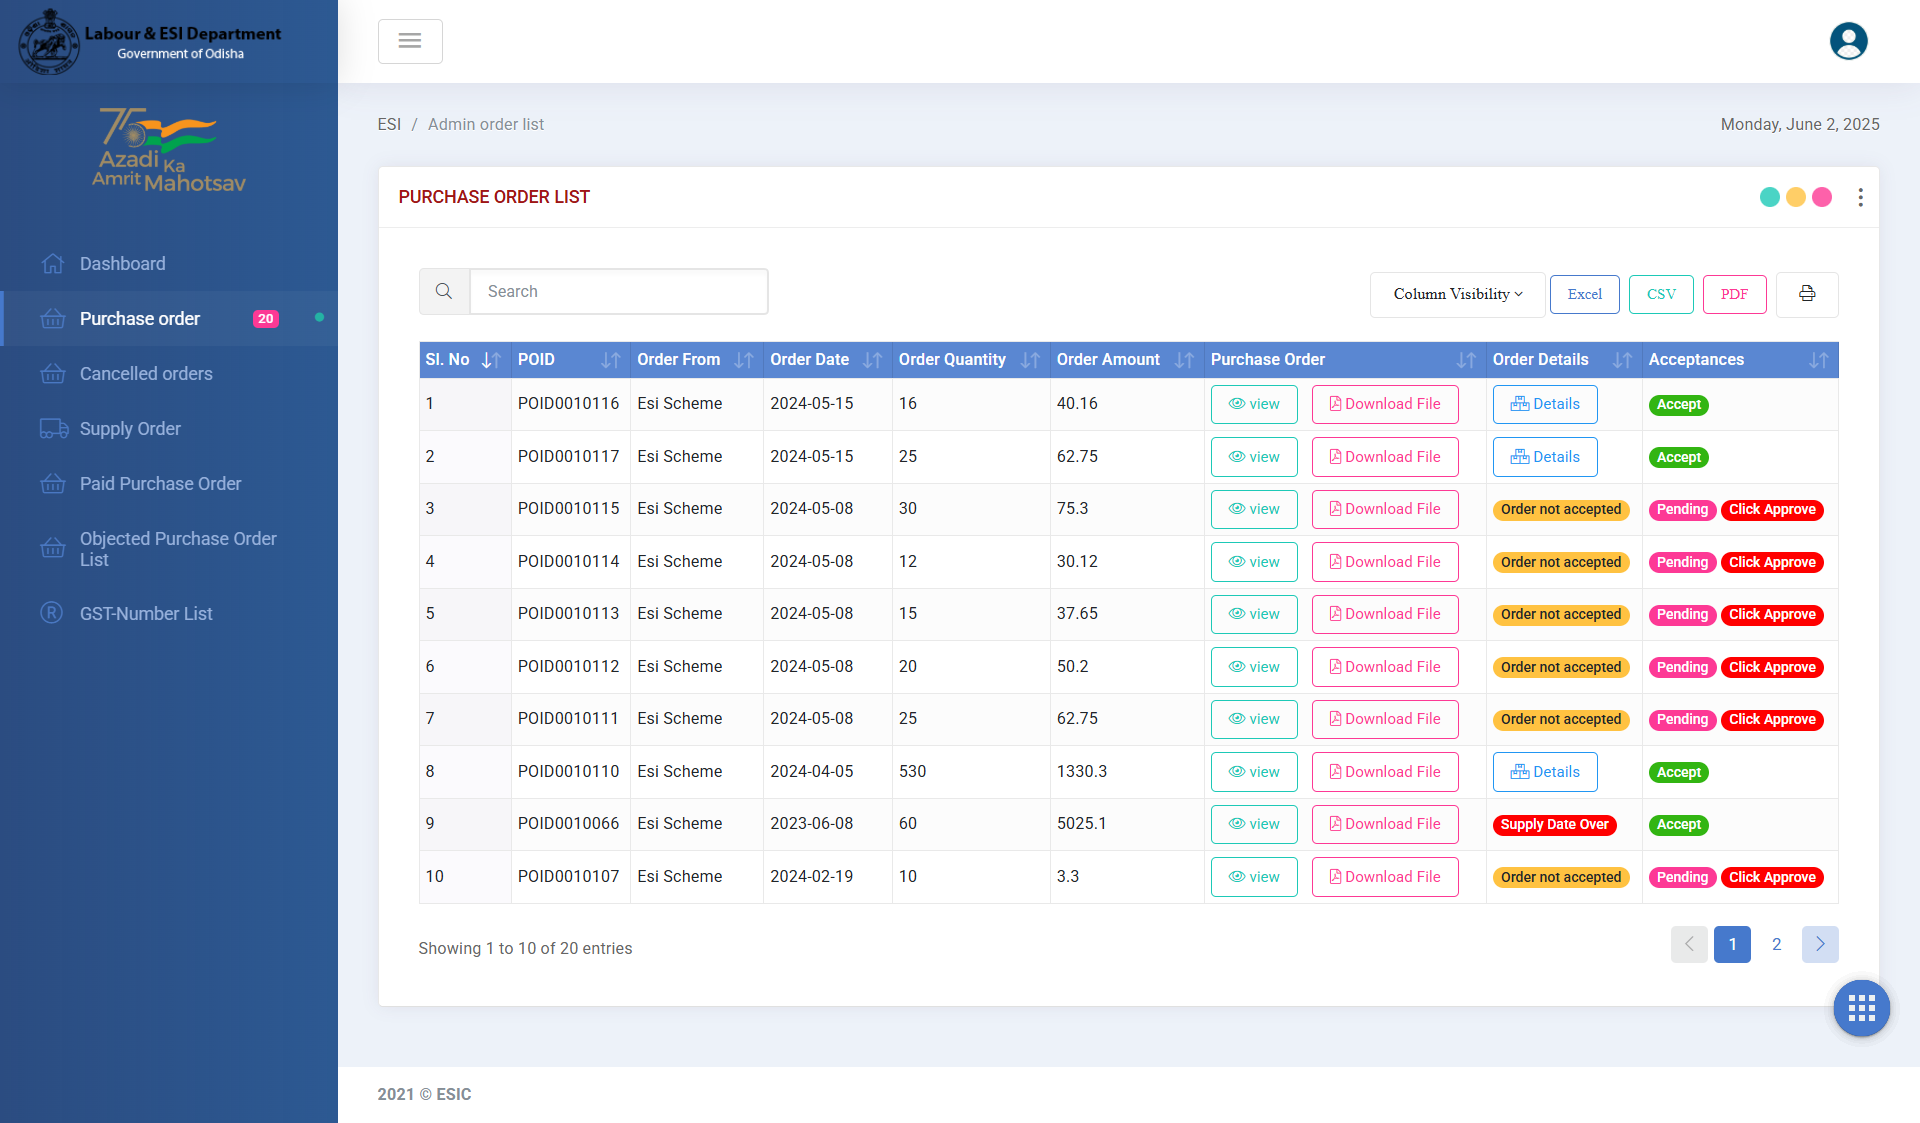 Labour & ESI Department
Government of Odisha
75
Azadi Ka
Amrit Mahotsav
Dashboard
Purchase order 20
Cancelled orders
Supply Order
Paid Purchase Order
Objected Purchase Order
List
GST-Number List
ESI / Admin order list
Monday, June 2, 2025
PURCHASE ORDER LIST
Search
Column Visibility Excel CSV PDF
Sl. No POID Order From Order Date Order Quantity Order Amount Purchase Order Order Details Acceptances
1 POID0010116 Esi Scheme 2024-05-15 16 40.16 view Download File Details Accept
2 POID0010117 Esi Scheme 2024-05-15 25 62.75 view Download File Details Accept
3 POID0010115 Esi Scheme 2024-05-08 30 75.3 view Download File Order not accepted Pending Click Approve
4 POID0010114 Esi Scheme 2024-05-08 12 30.12 view Download File Order not accepted Pending Click Approve
5 POID0010113 Esi Scheme 2024-05-08 15 37.65 view Download File Order not accepted Pending Click Approve
6 POID0010112 Esi Scheme 2024-05-08 20 50.2 view Download File Order not accepted Pending Click Approve
7 POID0010111 Esi Scheme 2024-05-08 25 62.75 view Download File Order not accepted Pending Click Approve
8 POID0010110 Esi Scheme 2024-04-05 530 1330.3 view Download File Details Accept
9 POID0010066 Esi Scheme 2023-06-08 60 5025.1 view Download File Supply Date Over Accept
10 POID0010107 Esi Scheme 2024-02-19 10 3.3 view Download File Order not accepted Pending Click Approve
Showing 1 to 10 of 20 entries
1 2
2021 © ESIC